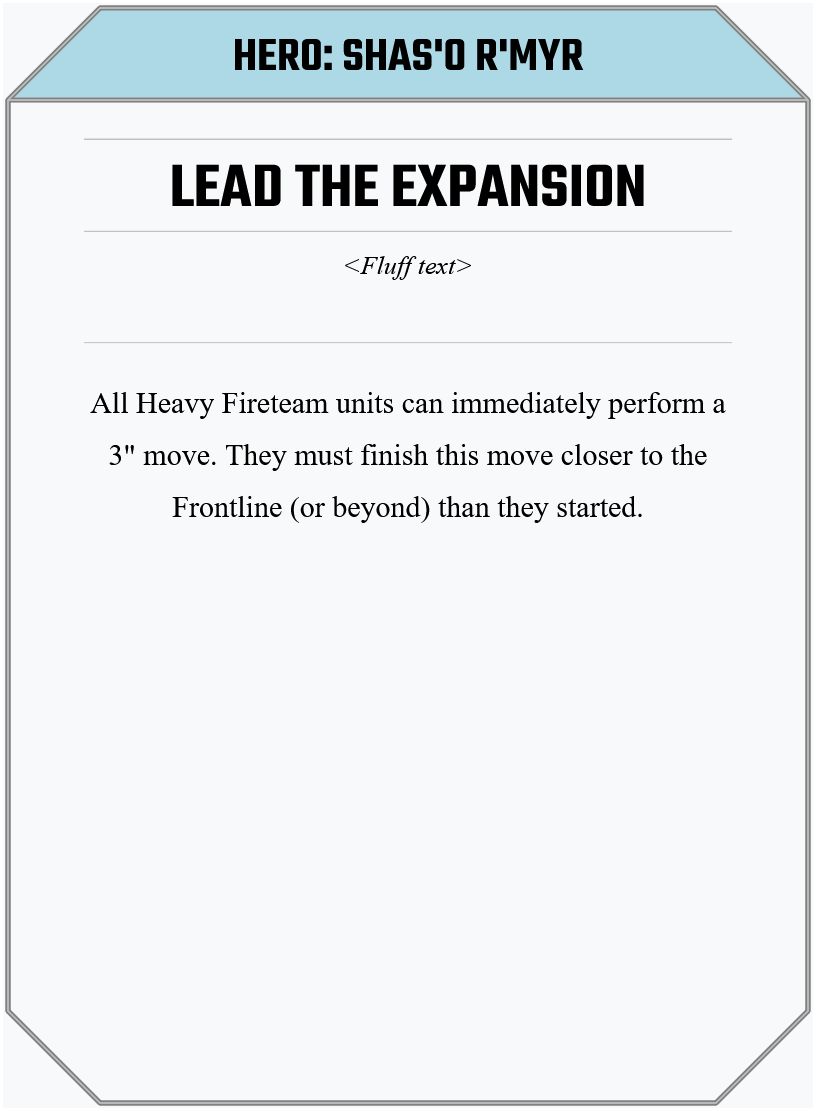 HERO: SHAS'O R'MYR
LEAD THE EXPANSION
<Fluff text>
All Heavy Fireteam units can immediately perform a
3" move. They must finish this move closer to the
Frontline (or beyond) than they started.